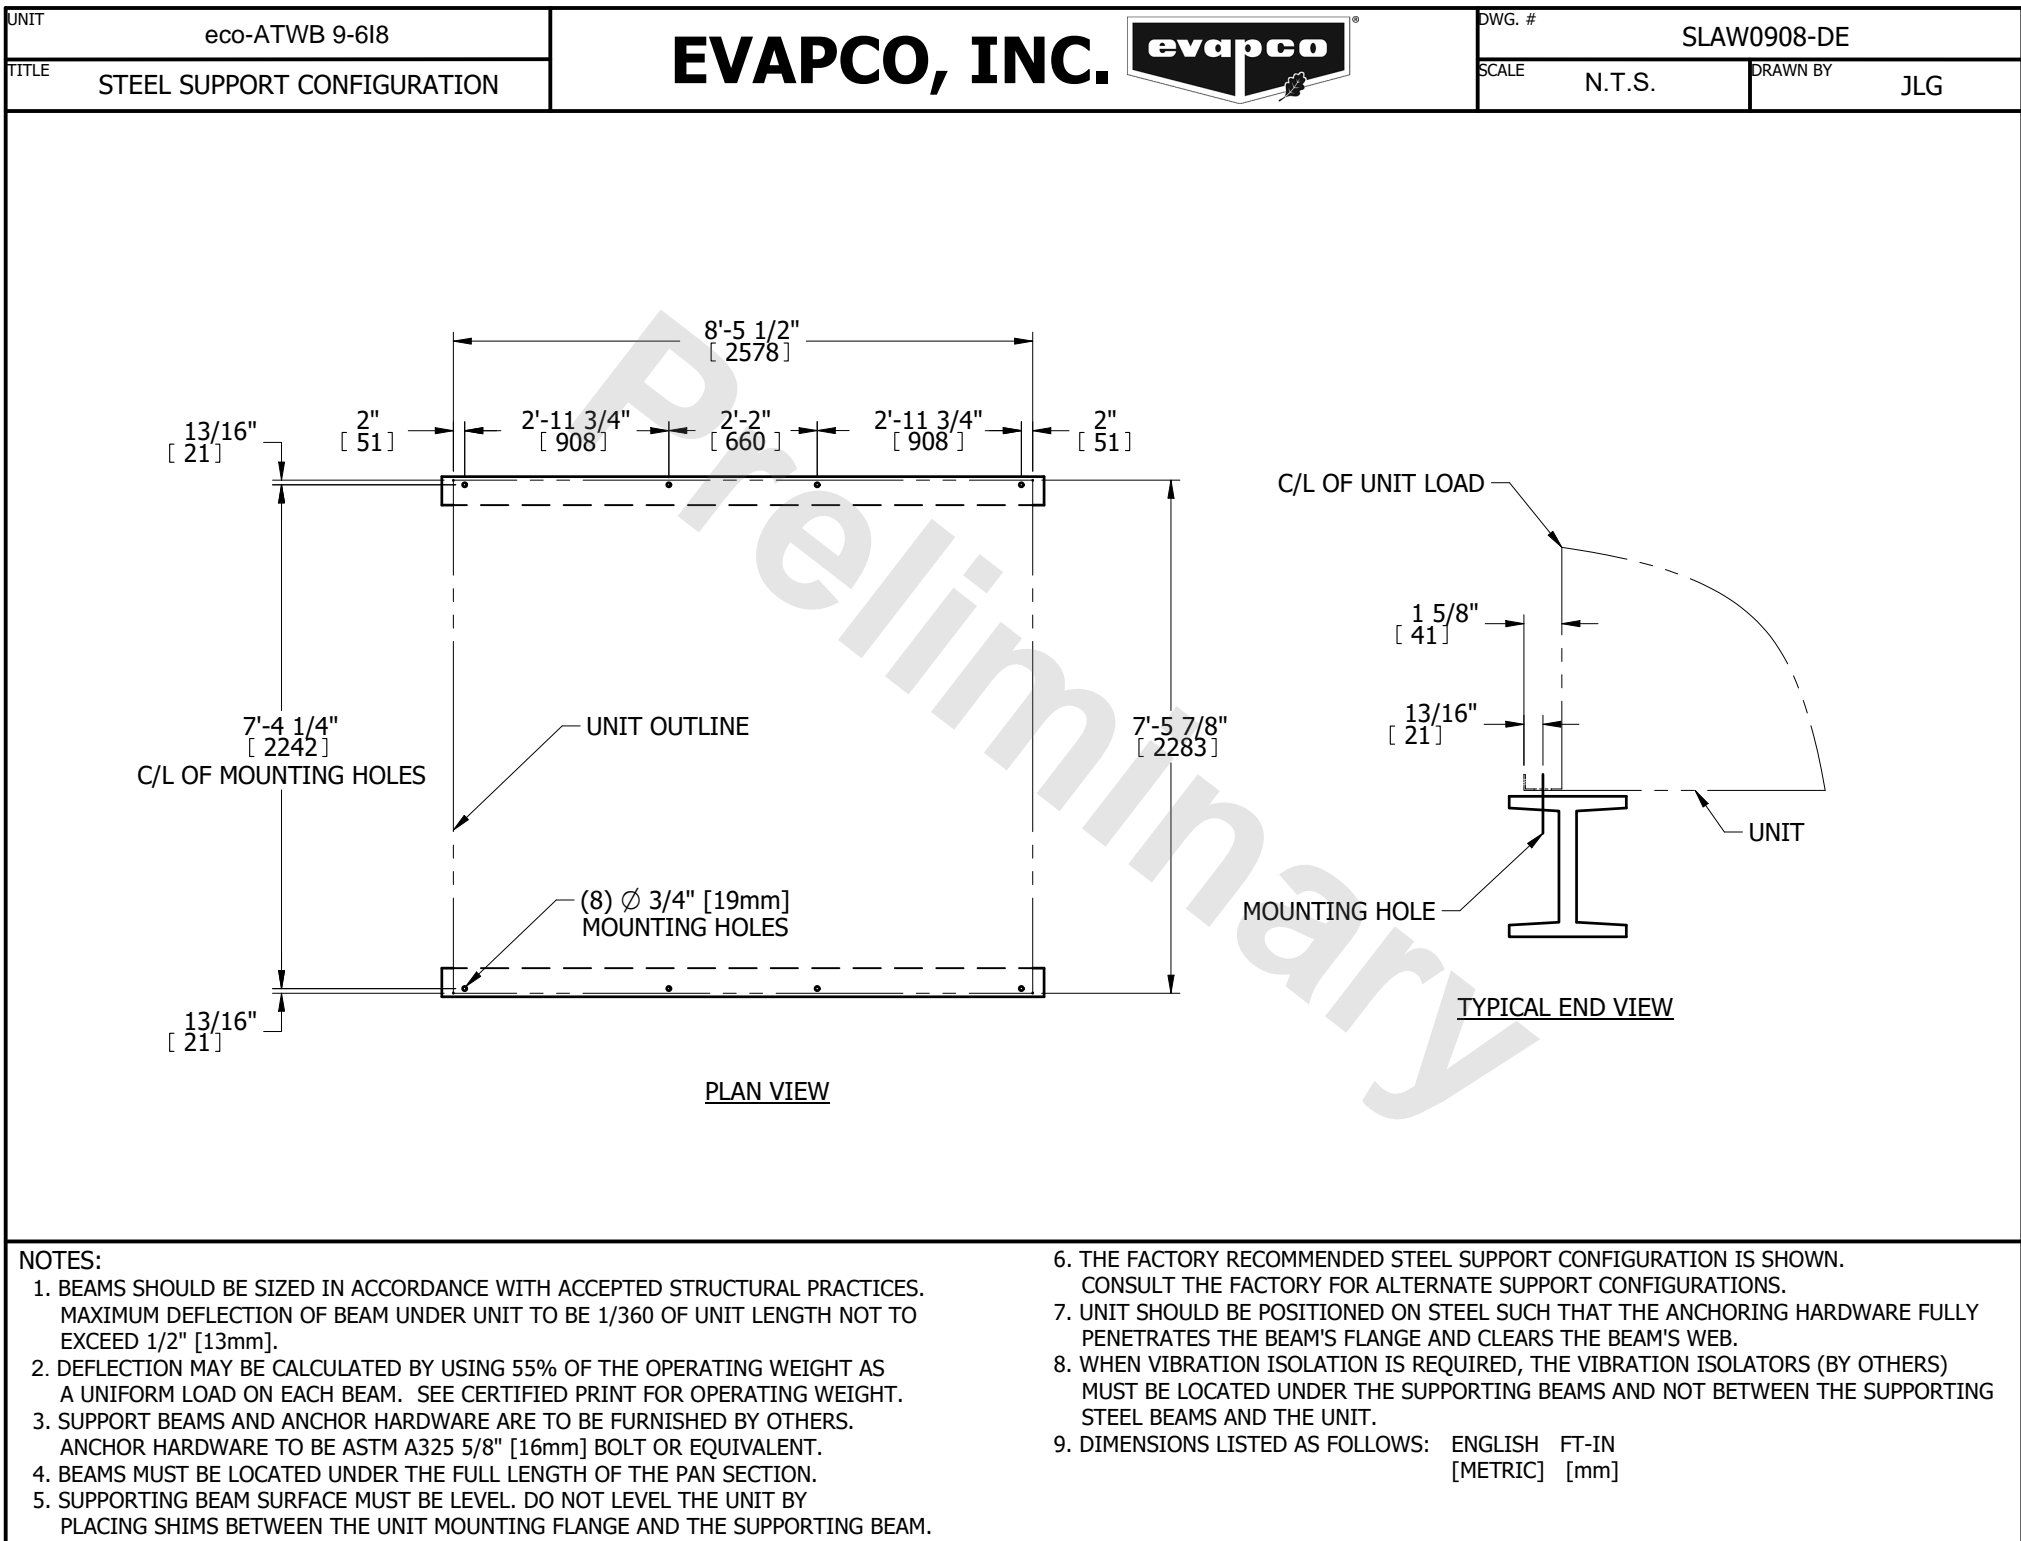 UNIT
eco-ATWB 9-6I8
TITLE
STEEL SUPPORT CONFIGURATION
EVAPCO, INC.
evapco
®
DWG. #
SLAW0908-DE
SCALE
N.T.S.
DRAWN BY
JLG
8'-5 1/2"
[ 2578 ]
13/16"
[ 21 ]
2"
[ 51 ]
2'-11 3/4"
[ 908 ]
2'-2"
[ 660 ]
2'-11 3/4"
[ 908 ]
2"
[ 51 ]
7'-4 1/4"
[ 2242 ]
C/L OF MOUNTING HOLES
UNIT OUTLINE
7'-5 7/8"
[ 2283 ]
(8) ∅ 3/4" [19mm]
MOUNTING HOLES
13/16"
[ 21 ]
PLAN VIEW
C/L OF UNIT LOAD
1 5/8"
[ 41 ]
13/16"
[ 21 ]
UNIT
MOUNTING HOLE
TYPICAL END VIEW
Preliminary
NOTES:
1. BEAMS SHOULD BE SIZED IN ACCORDANCE WITH ACCEPTED STRUCTURAL PRACTICES.
MAXIMUM DEFLECTION OF BEAM UNDER UNIT TO BE 1/360 OF UNIT LENGTH NOT TO
EXCEED 1/2" [13mm].
2. DEFLECTION MAY BE CALCULATED BY USING 55% OF THE OPERATING WEIGHT AS
A UNIFORM LOAD ON EACH BEAM. SEE CERTIFIED PRINT FOR OPERATING WEIGHT.
3. SUPPORT BEAMS AND ANCHOR HARDWARE ARE TO BE FURNISHED BY OTHERS.
ANCHOR HARDWARE TO BE ASTM A325 5/8" [16mm] BOLT OR EQUIVALENT.
4. BEAMS MUST BE LOCATED UNDER THE FULL LENGTH OF THE PAN SECTION.
5. SUPPORTING BEAM SURFACE MUST BE LEVEL. DO NOT LEVEL THE UNIT BY
PLACING SHIMS BETWEEN THE UNIT MOUNTING FLANGE AND THE SUPPORTING BEAM.
6. THE FACTORY RECOMMENDED STEEL SUPPORT CONFIGURATION IS SHOWN.
CONSULT THE FACTORY FOR ALTERNATE SUPPORT CONFIGURATIONS.
7. UNIT SHOULD BE POSITIONED ON STEEL SUCH THAT THE ANCHORING HARDWARE FULLY
PENETRATES THE BEAM'S FLANGE AND CLEARS THE BEAM'S WEB.
8. WHEN VIBRATION ISOLATION IS REQUIRED, THE VIBRATION ISOLATORS (BY OTHERS)
MUST BE LOCATED UNDER THE SUPPORTING BEAMS AND NOT BETWEEN THE SUPPORTING
STEEL BEAMS AND THE UNIT.
9. DIMENSIONS LISTED AS FOLLOWS: ENGLISH FT-IN
[METRIC] [mm]